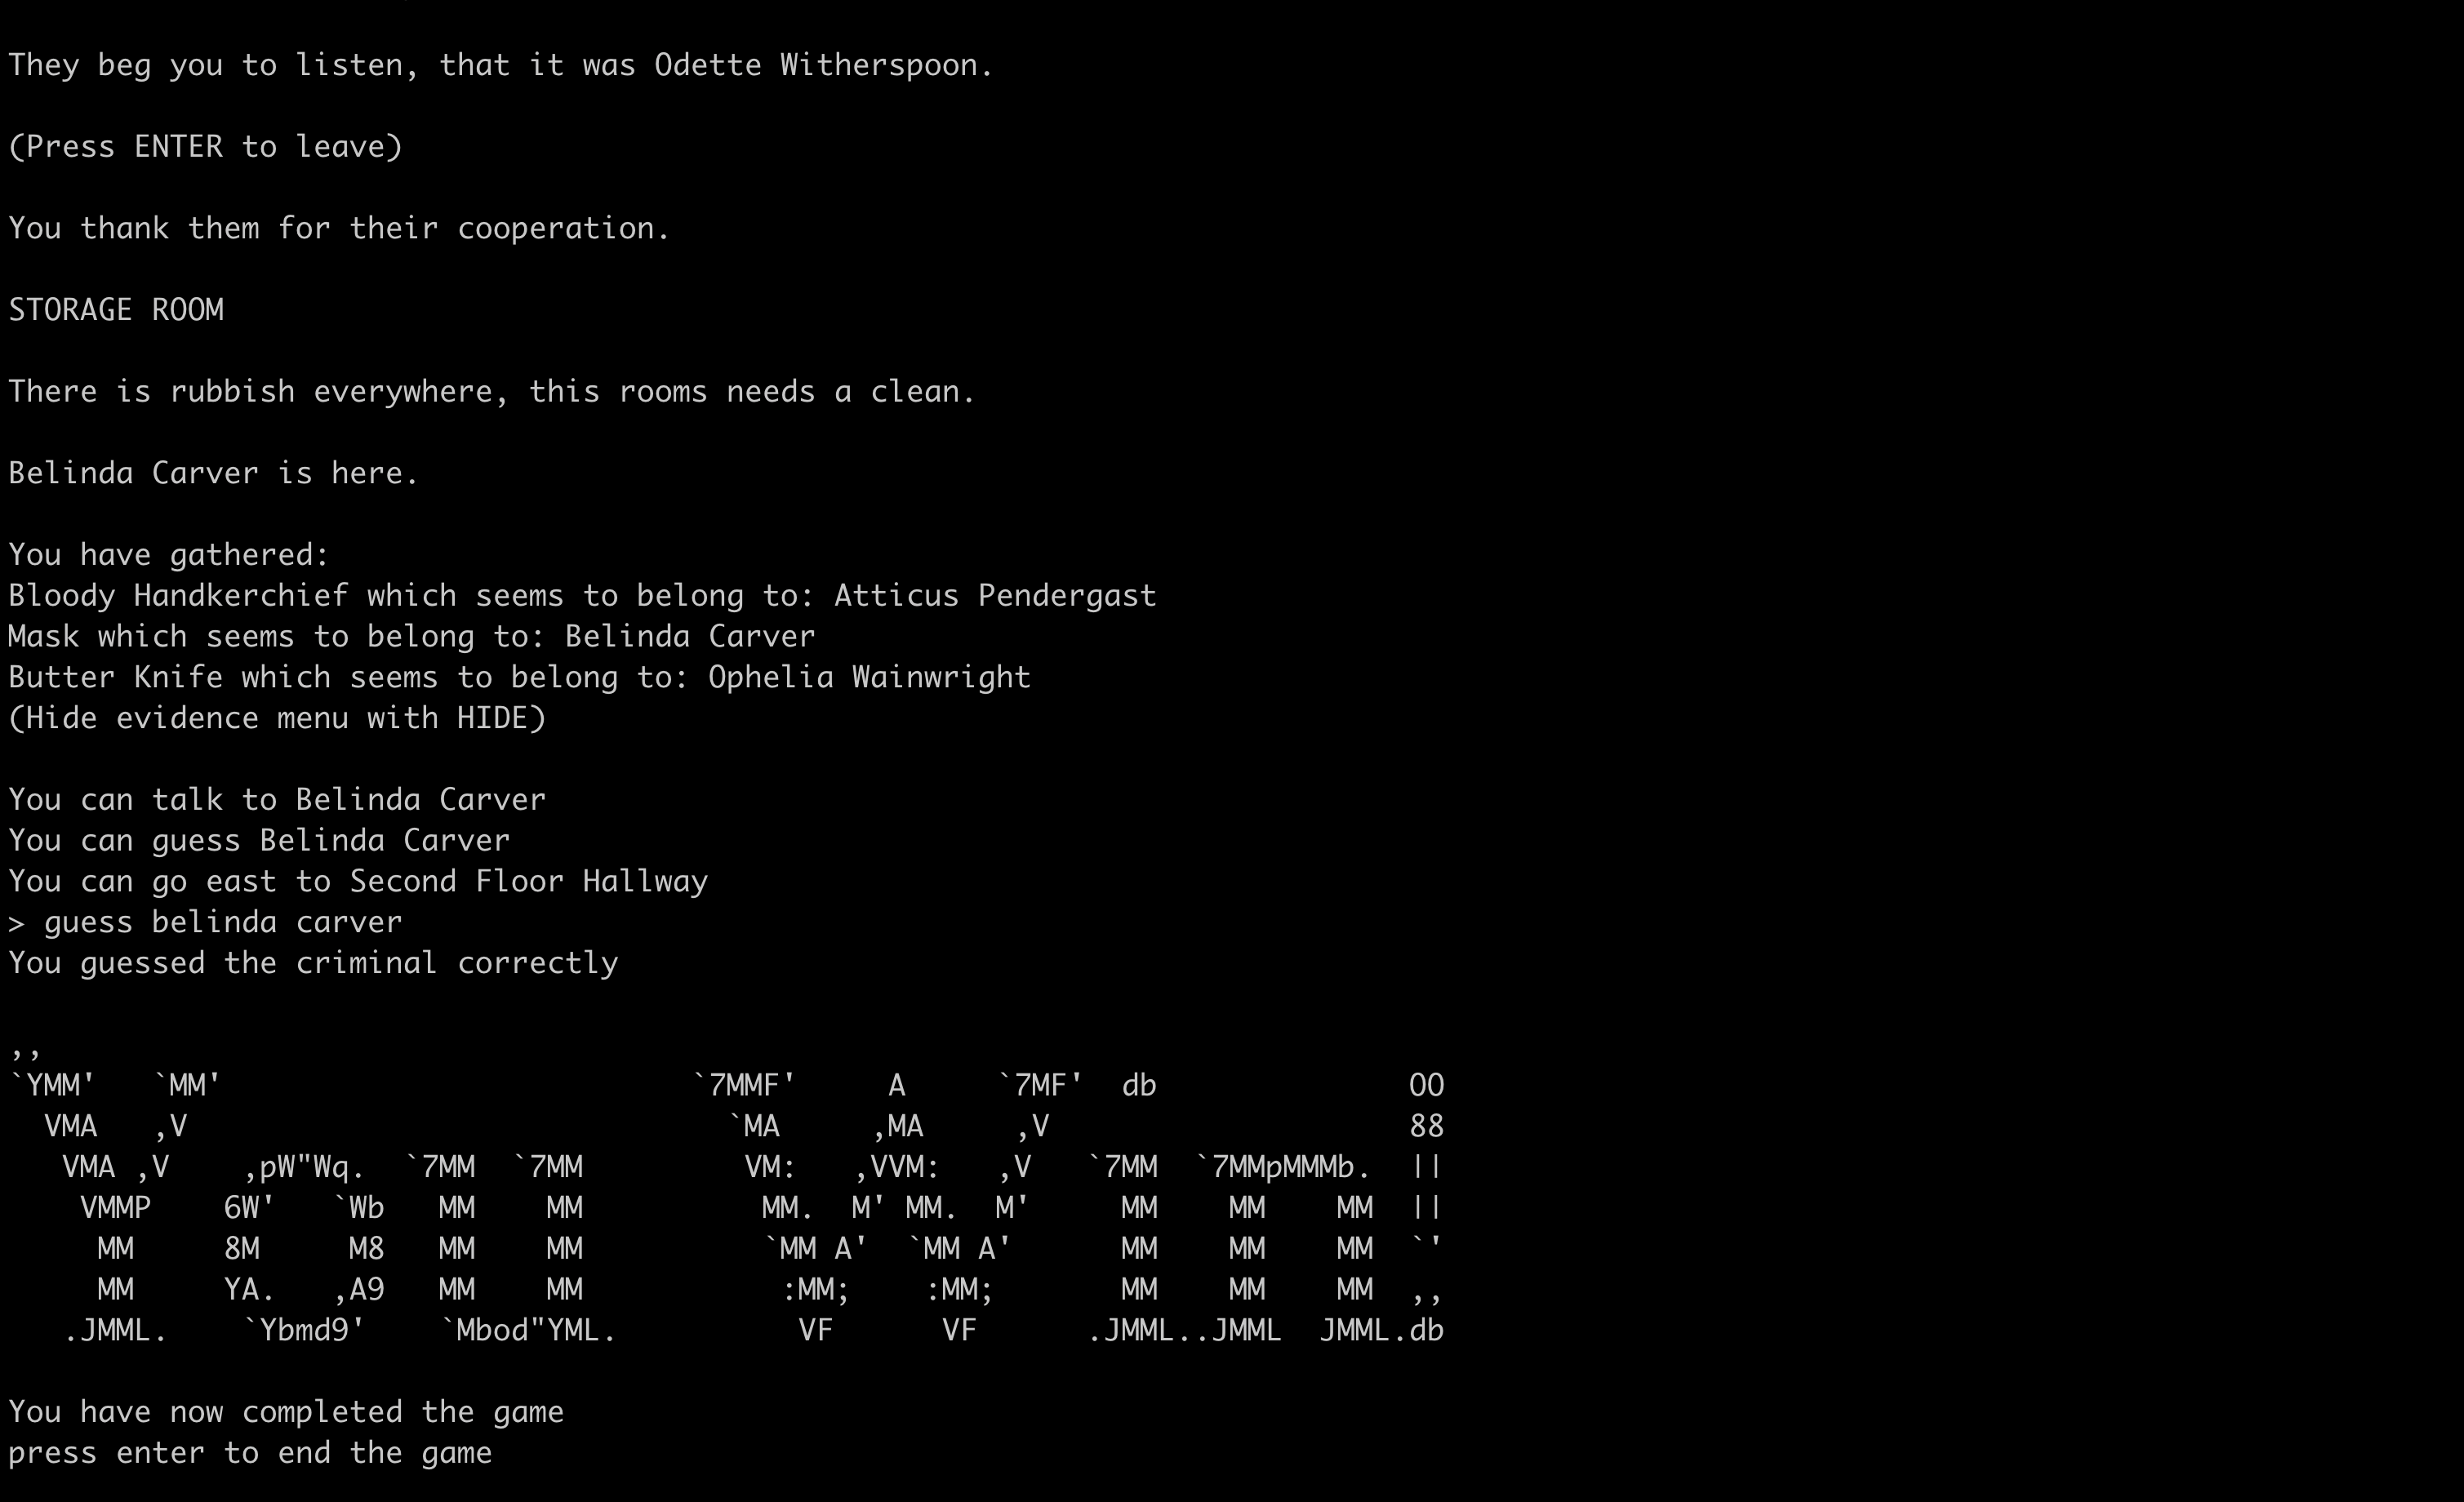 They beg you to listen, that it was Odette Witherspoon.
(Press ENTER to leave)
You thank them for their cooperation.
STORAGE ROOM
There is rubbish everywhere, this rooms needs a clean.
Belinda Carver is here.
You have gathered:
Bloody Handkerchief which seems to belong to: Atticus Pendergast
Mask which seems to belong to: Belinda Carver
Butter Knife which seems to belong to: Ophelia Wainwright
(Hide evidence menu with HIDE)
You can talk to Belinda Carver
You can guess Belinda Carver
You can go east to Second Floor Hallway
> guess belinda carver
You guessed the criminal correctly
,,
`YMM'   `MM'                          `7MMF'     A     `7MF'  db              OO
  VMA   ,V                              `MA     ,MA     ,V                    88
   VMA ,V    ,pW"Wq.  `7MM  `7MM         VM:   ,VVM:   ,V   `7MM  `7MMpMMMb.  ||
    VMMP    6W'   `Wb   MM    MM          MM.  M' MM.  M'     MM    MM    MM  ||
     MM     8M     M8   MM    MM          `MM A'  `MM A'      MM    MM    MM  `'
     MM     YA.   ,A9   MM    MM           :MM;    :MM;       MM    MM    MM  ,,
   .JMML.    `Ybmd9'    `Mbod"YML.          VF      VF      .JMML..JMML  JMML.db
You have now completed the game
press enter to end the game